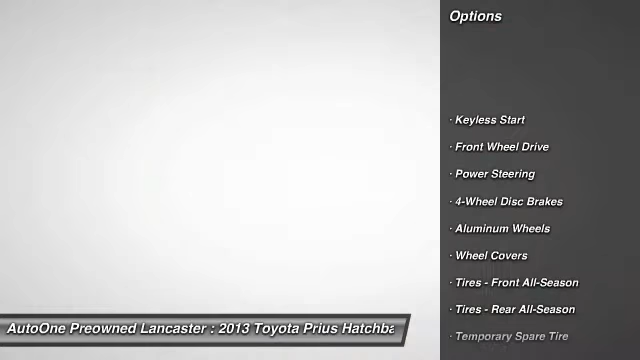 Options
· Keyless Start
· Front Wheel Drive
· Power Steering
· 4-Wheel Disc Brakes
· Aluminum Wheels
· Wheel Covers
· Tires - Front All-Season
· Tires - Rear All-Season
· Temporary Spare Tire
AutoOne Preowned Lancaster : 2013 Toyota Prius Hatchba